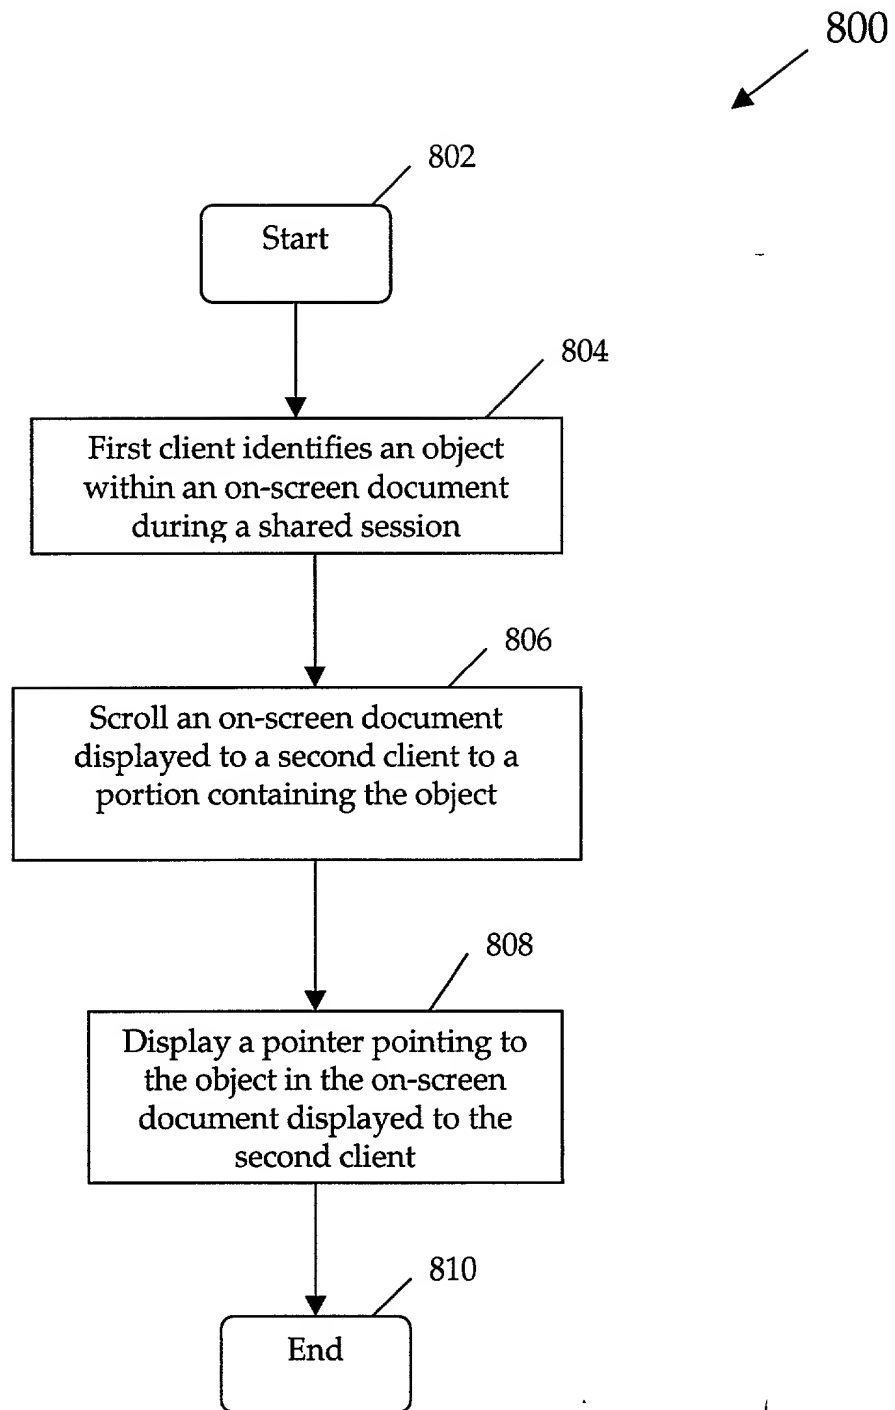 800
802
Start
804
First client identifies an object
within an on-screen document
during a shared session
806
Scroll an on-screen document
displayed to a second client to a
portion containing the object
808
Display a pointer pointing to
the object in the on-screen
document displayed to the
second client
810
End